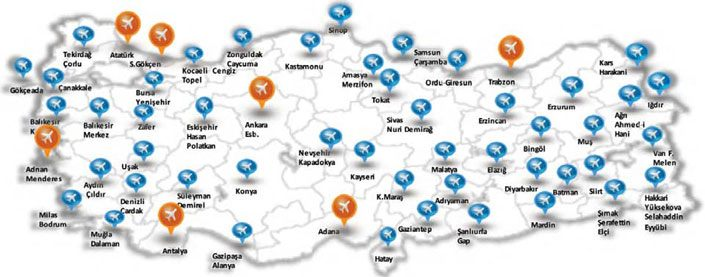 Sinop
Tekirdağ
Çorlu
Atatürk
S.Gökçen
Kocaeli
Topel
Zonguldak
Çaycuma
Cengiz
Kastamonu
Amasya
Merzifon
Samsun
Çarşamba
Ordu-Giresun
Trabzon
Kars
Harakani
Gökçeada
Çanakkale
Bursa
Yenişehir
Tokat
Iğdır
Balıkesir
Balıkesir
Merkez
Zafer
Eskişehir
Hasan
Polatkan
Ankara
Esb.
Sivas
Nuri Demirağ
Erzincan
Erzurum
Ağrı
Ahmed-i
Hani
Adnan
Menderes
Uşak
Nevşehir
Kapadokya
Kayseri
Malatya
Elazığ
Bingöl
Muş
Van F.
Melen
Aydın
Çıldır
Denizli
Çardak
Süleyman
Demirel
Konya
K.Maraş
Adıyaman
Diyarbakır
Batman
Siirt
Hakkari
Yüksekova
Selahaddin
Eyyübi
Milas
Bodrum
Muğla
Dalaman
Antalya
Gazipaşa
Alanya
Adana
Hatay
Gaziantep
Şanlıurfa
Gap
Mardin
Şırnak
Şerafettin
Elçi